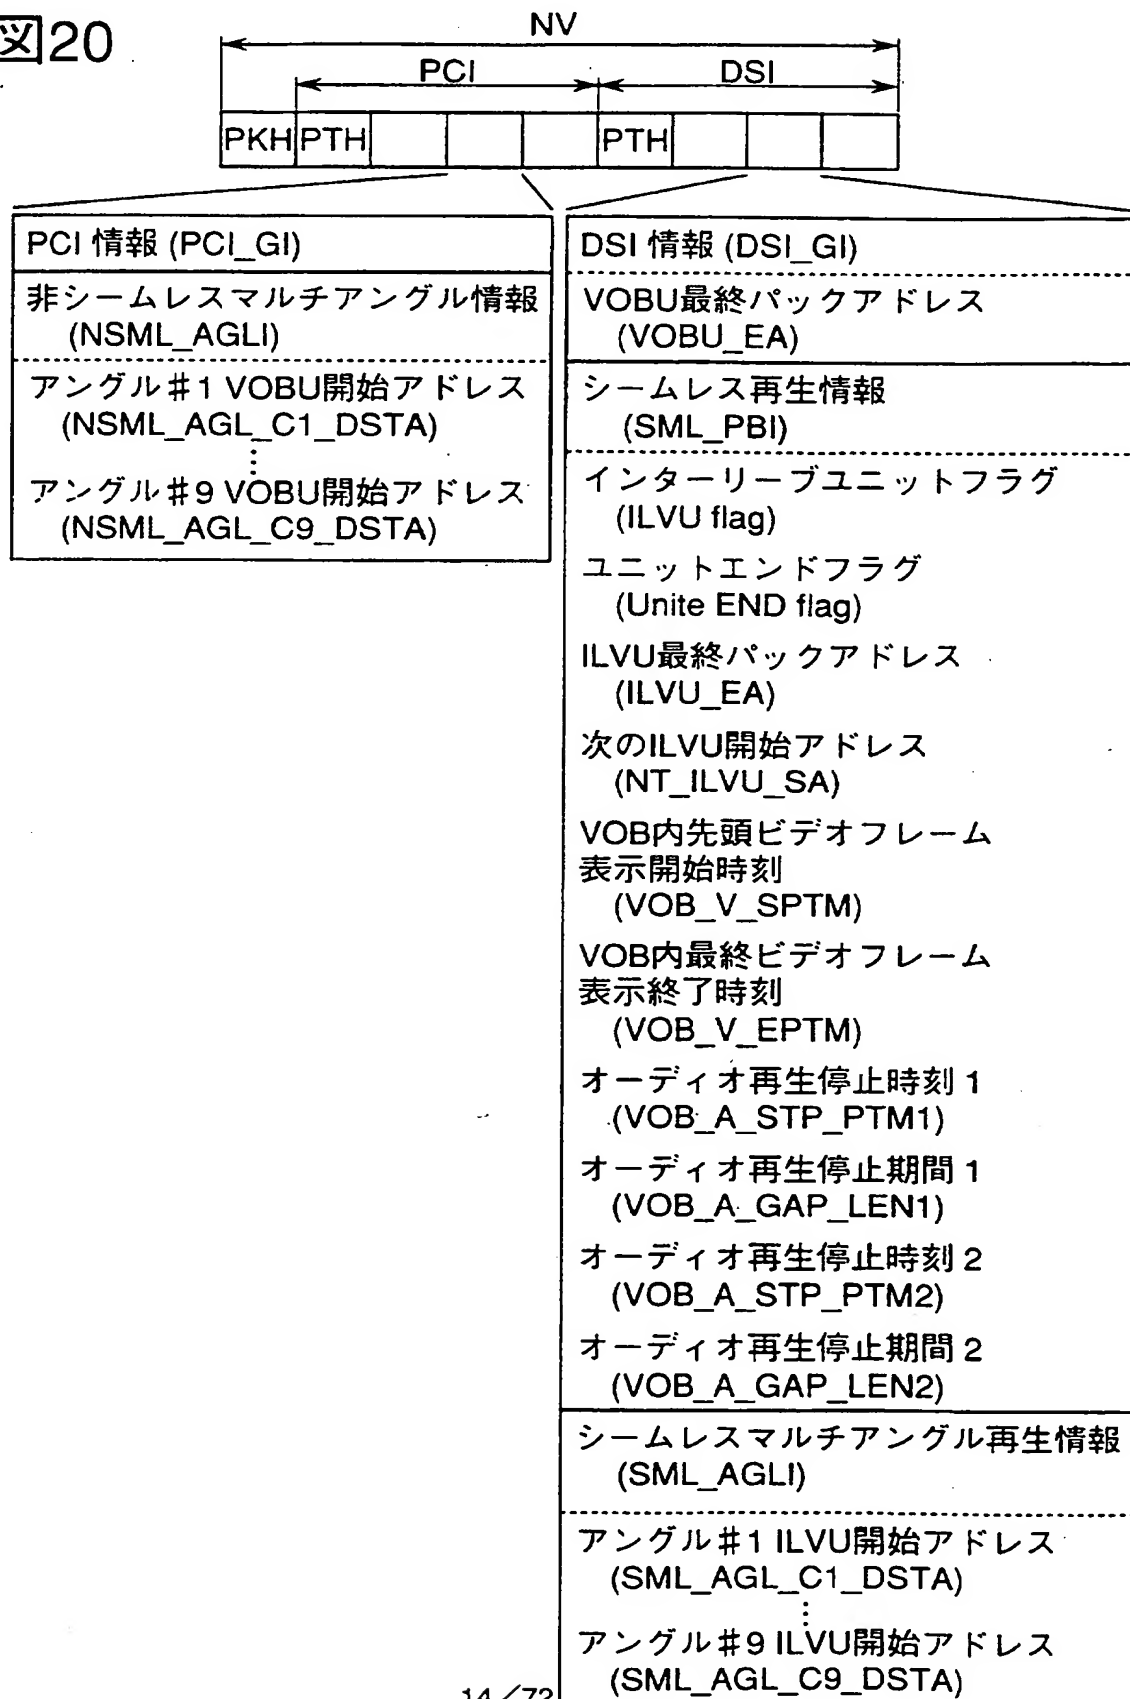 図20
NV
PCI
DSI
PKH PTH PTH
PCI 情報 (PCI_GI)
非シームレスマルチアングル情報
(NSML_AGLI)
アングル#1 VOBU開始アドレス
(NSML_AGL_C1_DSTA)
⋮
アングル#9 VOBU開始アドレス
(NSML_AGL_C9_DSTA)
DSI 情報 (DSI_GI)
VOBU最終パックアドレス
(VOBU_EA)
シームレス再生情報
(SML_PBI)
インターリーブユニットフラグ
(ILVU flag)
ユニットエンドフラグ
(Unite END flag)
ILVU最終パックアドレス
(ILVU_EA)
次のILVU開始アドレス
(NT_ILVU_SA)
VOB内先頭ビデオフレーム
表示開始時刻
(VOB_V_SPTM)
VOB内最終ビデオフレーム
表示終了時刻
(VOB_V_EPTM)
オーディオ再生停止時刻 1
(VOB_A_STP_PTM1)
オーディオ再生停止期間 1
(VOB_A_GAP_LEN1)
オーディオ再生停止時刻 2
(VOB_A_STP_PTM2)
オーディオ再生停止期間 2
(VOB_A_GAP_LEN2)
シームレスマルチアングル再生情報
(SML_AGLI)
アングル#1 ILVU開始アドレス
(SML_AGL_C1_DSTA)
⋮
アングル#9 ILVU開始アドレス
(SML_AGL_C9_DSTA)
14/72